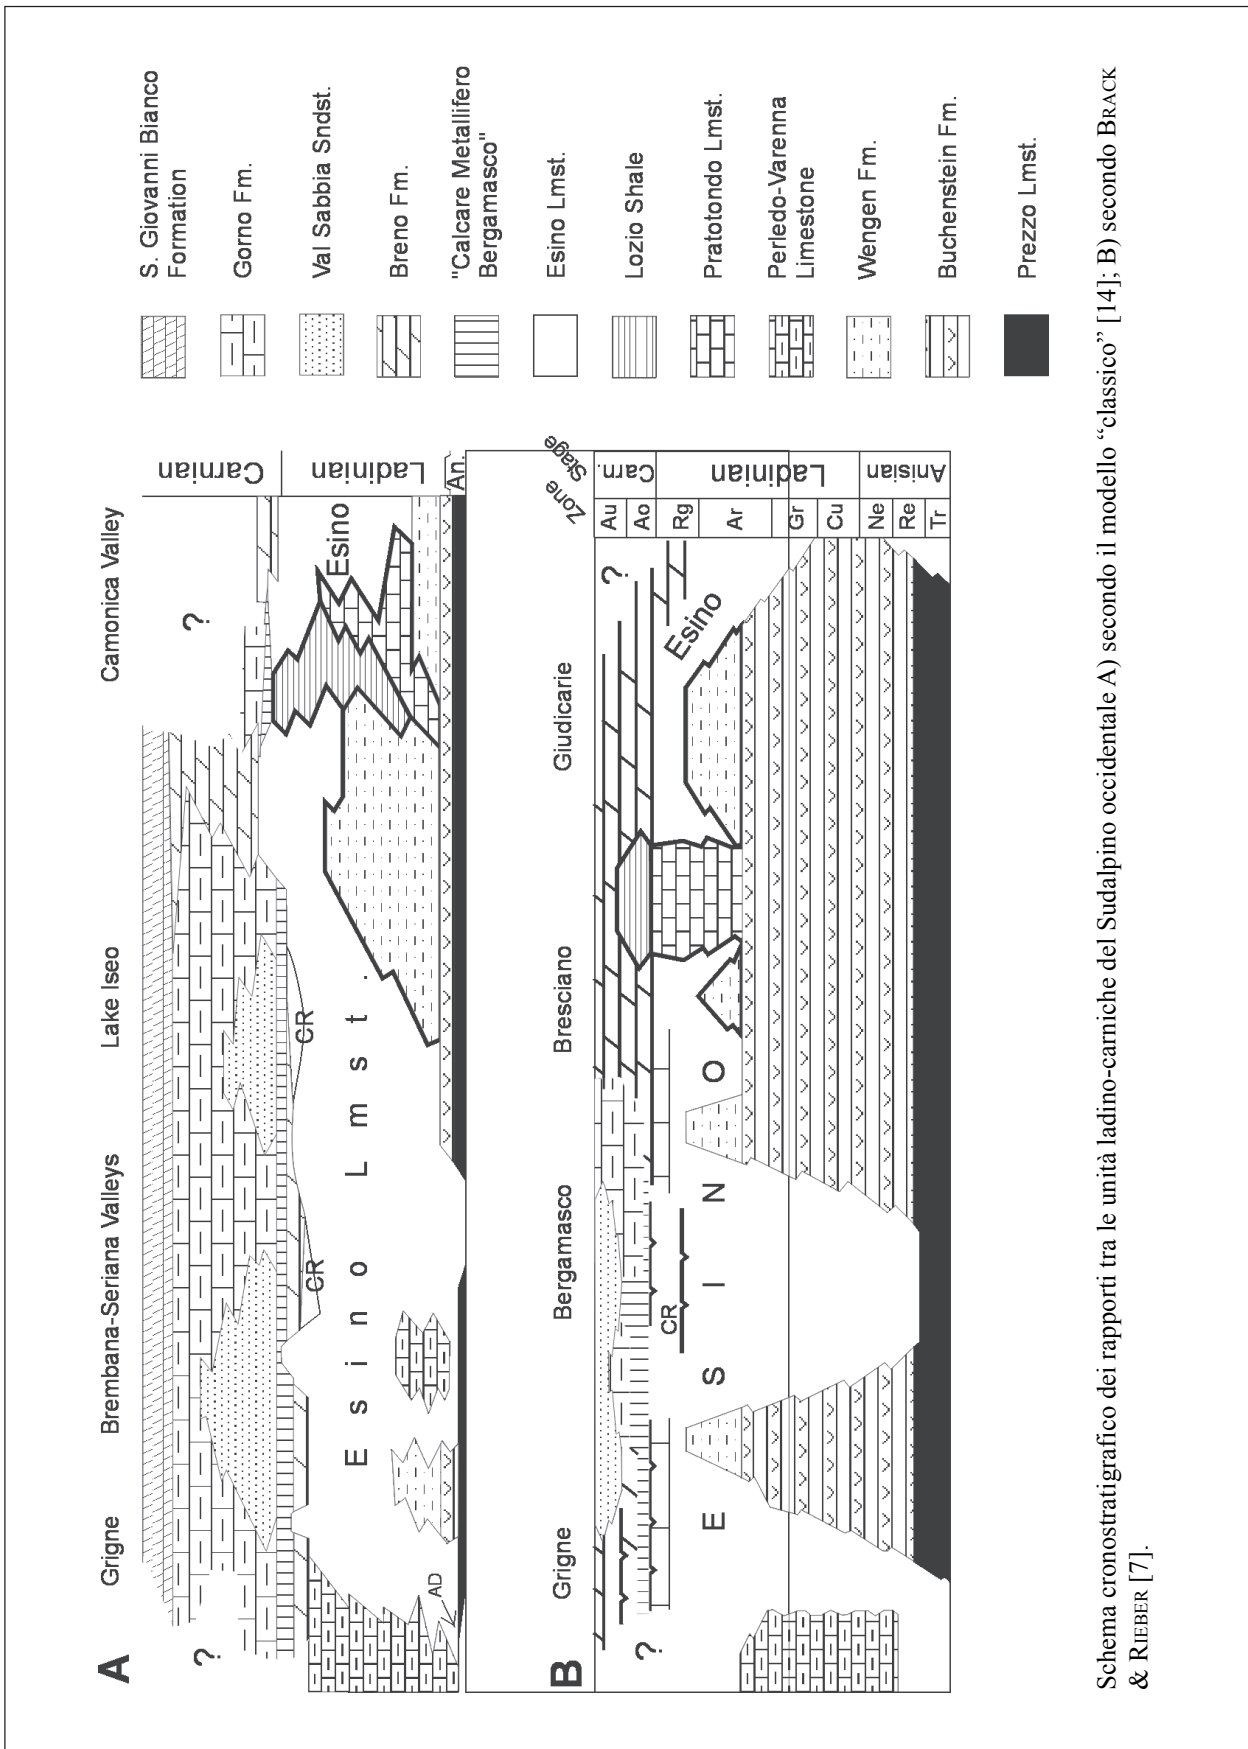 A
Grigne
Brembana-Seriana Valleys
Lake Iseo
Camonica Valley
?
?
CR
CR
Esino Lmst.
Esino
AD
Carnian
Ladinian
An.
B
Grigne
Bergamasco
Bresciano
Giudicarie
?
?
CR
ESINO
Esino
Zone
Stage
Au
Ao
Rg
Ar
Gr
Cu
Ne
Re
Tr
Carn.
Ladinian
Anisian
S. Giovanni Bianco
Formation
Gorno Fm.
Val Sabbia Sndst.
Breno Fm.
"Calcare Metallifero
Bergamasco"
Esino Lmst.
Lozio Shale
Pratotondo Lmst.
Perledo-Varenna
Limestone
Wengen Fm.
Buchenstein Fm.
Prezzo Lmst.
Schema cronostratigrafico dei rapporti tra le unità ladino-carniche del Sudalpino occidentale A) secondo il modello “classico” [14]; B) secondo BRACK
& RIEBER [7].